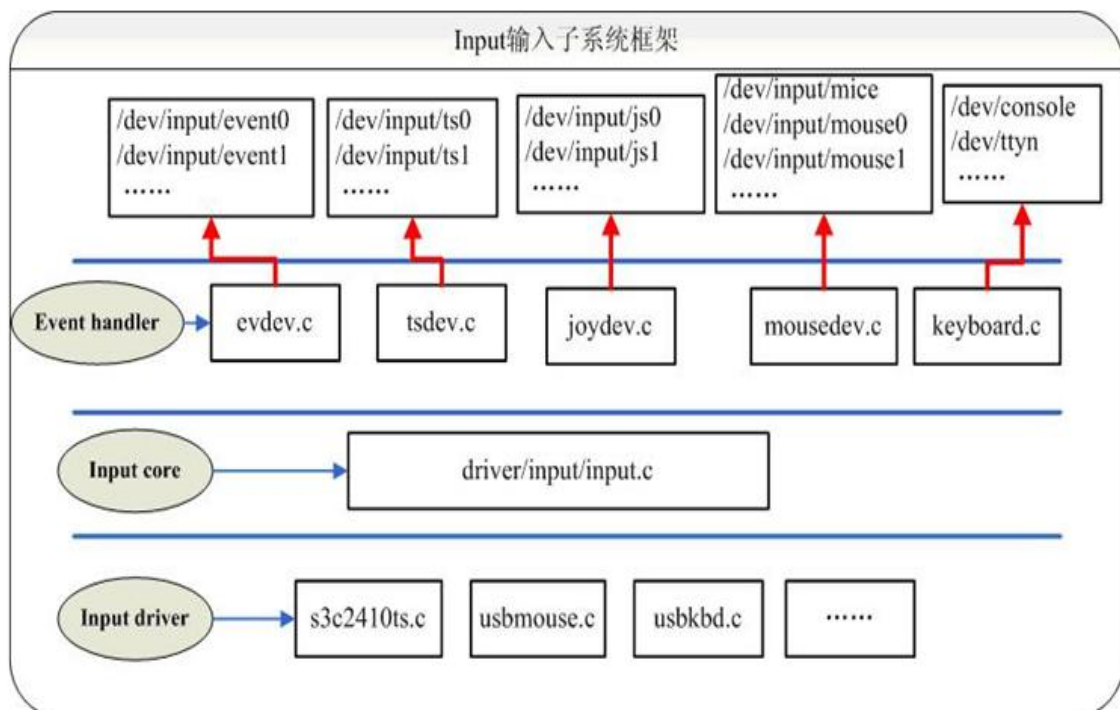 Input输入子系统框架
/dev/input/event0
/dev/input/event1
……
/dev/input/ts0
/dev/input/ts1
……
/dev/input/js0
/dev/input/js1
……
/dev/input/mice
/dev/input/mouse0
/dev/input/mouse1
……
/dev/console
/dev/ttyn
……
Event handler
evdev.c
tsdev.c
joydev.c
mousedev.c
keyboard.c
Input core
driver/input/input.c
Input driver
s3c2410ts.c
usbmouse.c
usbkbd.c
……